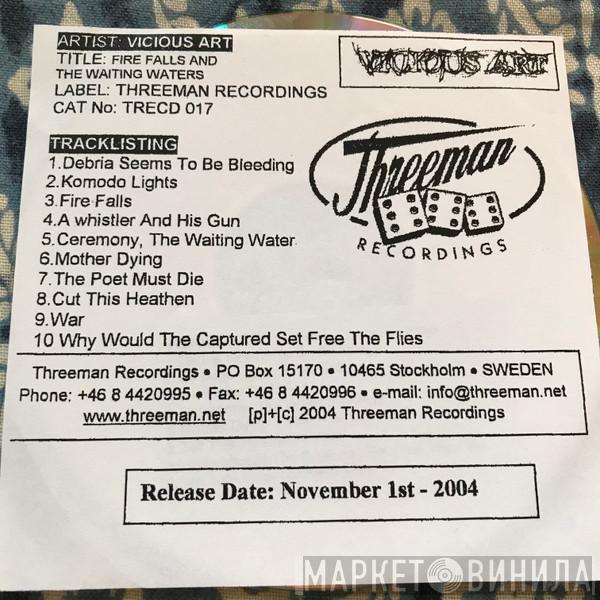 ARTIST: VICIOUS ART
TITLE: FIRE FALLS AND
THE WAITING WATERS
LABEL: THREEMAN RECORDINGS
CAT No: TRECD 017
VICIOUS ART
TRACKLISTING
1.Debria Seems To Be Bleeding
2.Komodo Lights
3.Fire Falls
4.A whistler And His Gun
5.Ceremony, The Waiting Water
6.Mother Dying
7.The Poet Must Die
8.Cut This Heathen
9.War
10 Why Would The Captured Set Free The Flies
Threeman
RECORDINGS
Threeman Recordings • PO Box 15170 • 10465 Stockholm • SWEDEN
Phone: +46 8 4420995 • Fax: +46 8 4420996 • e-mail: info@threeman.net
www.threeman.net [p]+[c] 2004 Threeman Recordings
Release Date: November 1st - 2004
МАРКЕТ ВИНИЛА